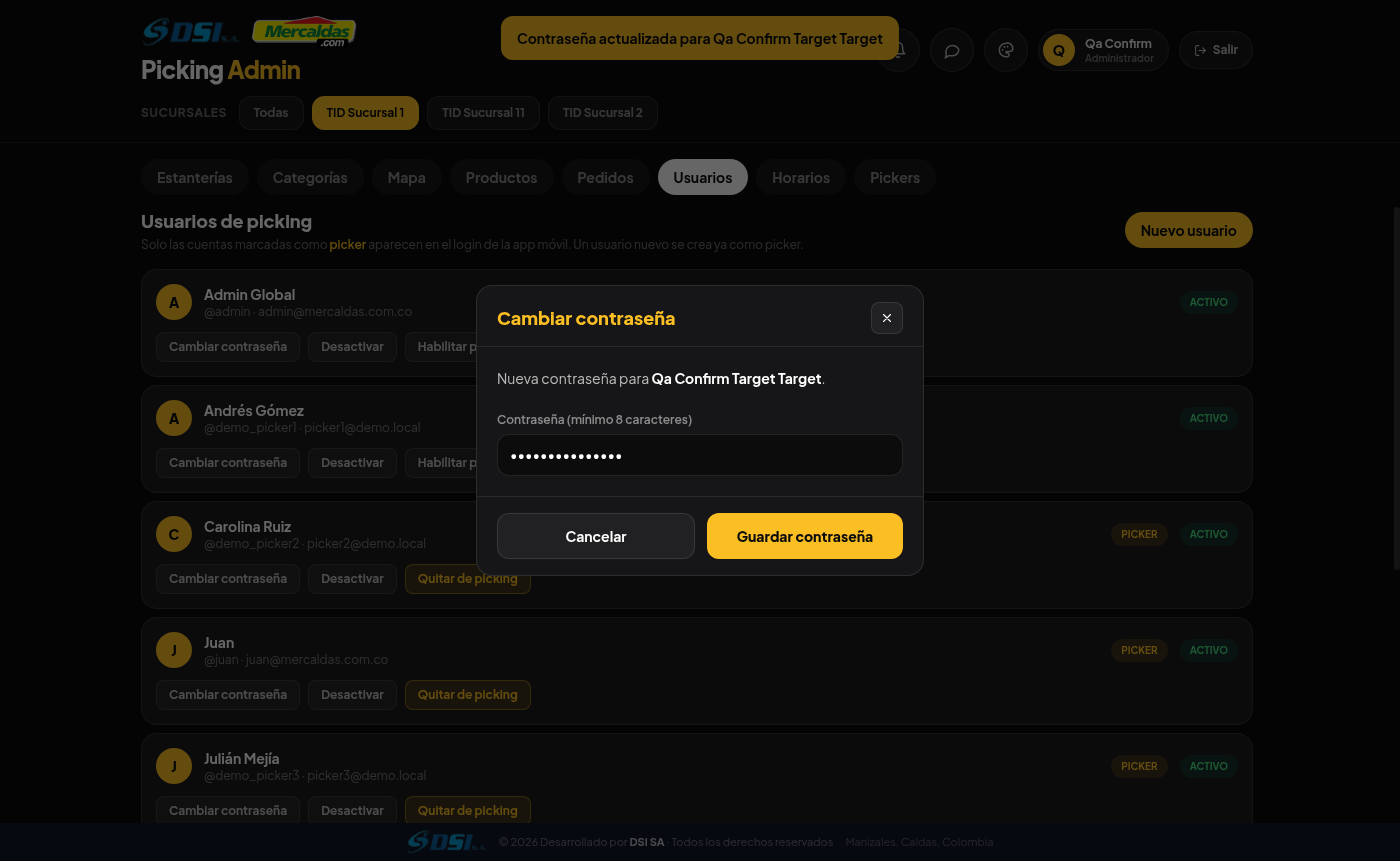 DSI S.A.
Mercaldas
.com
Picking Admin
Contraseña actualizada para Qa Confirm Target Target
Q
Qa Confirm
Administrador
Salir
SUCURSALES
Todas
TID Sucursal 1
TID Sucursal 11
TID Sucursal 2
Estanterías
Categorías
Mapa
Productos
Pedidos
Usuarios
Horarios
Pickers
Usuarios de picking
Solo las cuentas marcadas como picker aparecen en el login de la app móvil. Un usuario nuevo se crea ya como picker.
Nuevo usuario
A
Admin Global
@admin · admin@mercaldas.com.co
ACTIVO
Cambiar contraseña
Desactivar
Habilitar p
A
Andrés Gómez
@demo_picker1 · picker1@demo.local
ACTIVO
Cambiar contraseña
Desactivar
Habilitar p
C
Carolina Ruiz
@demo_picker2 · picker2@demo.local
PICKER
ACTIVO
Cambiar contraseña
Desactivar
Quitar de picking
J
Juan
@juan · juan@mercaldas.com.co
PICKER
ACTIVO
Cambiar contraseña
Desactivar
Quitar de picking
J
Julián Mejía
@demo_picker3 · picker3@demo.local
PICKER
ACTIVO
Cambiar contraseña
Desactivar
Quitar de picking
Cambiar contraseña
Nueva contraseña para Qa Confirm Target Target.
Contraseña (mínimo 8 caracteres)
•••••••••••••••
Cancelar
Guardar contraseña
DSI S.A.
© 2026 Desarrollado por DSI SA · Todos los derechos reservados
Manizales, Caldas, Colombia